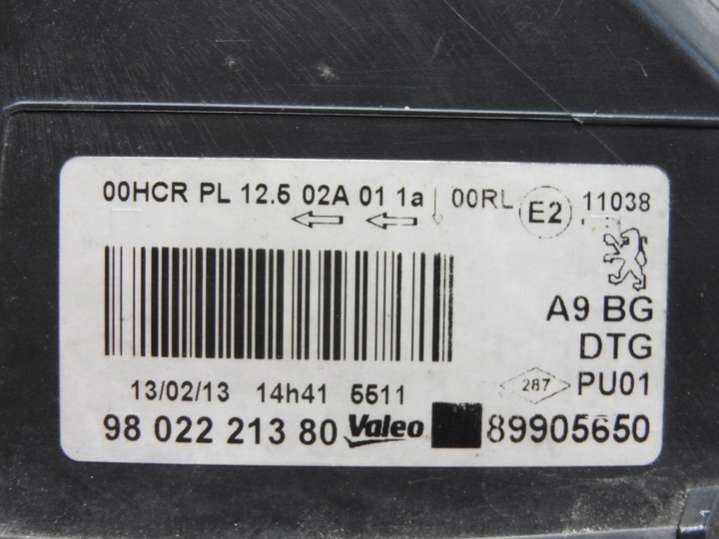 00HCR PL 12.5 02A 01 1a 00RL E2 11038
A9 BG
DTG
287 PU01
13/02/13 14h41 5511
98 022 213 80 Valeo 89905650